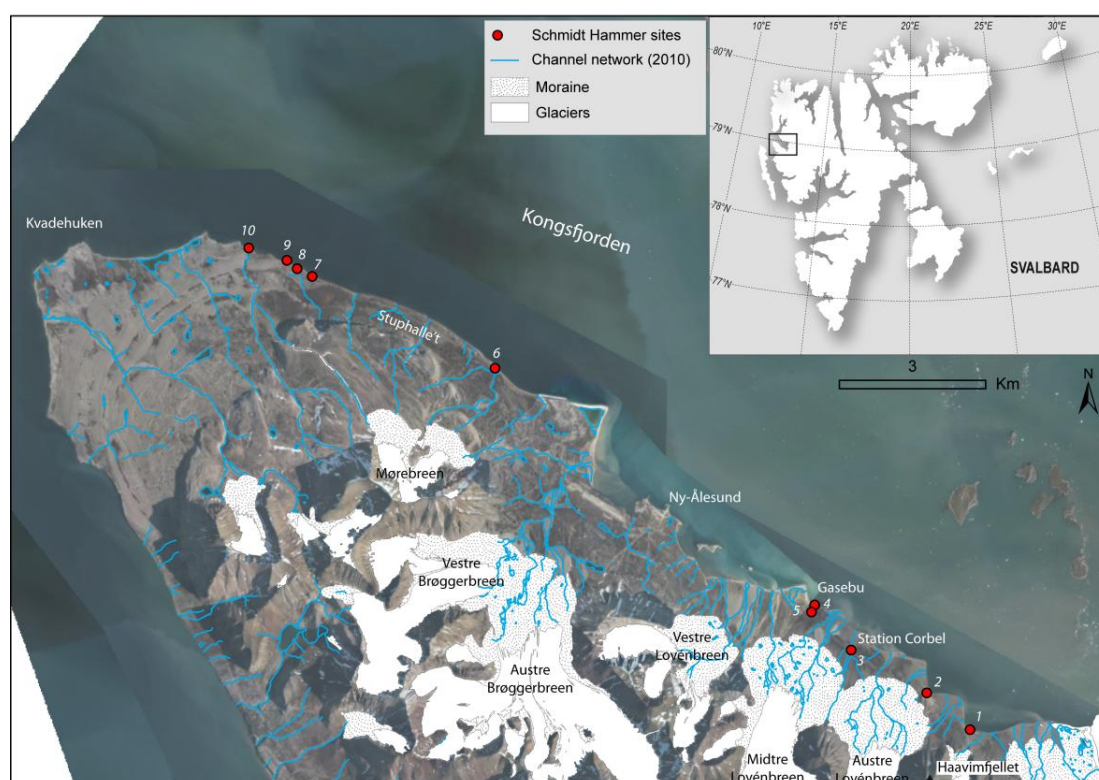 Schmidt Hammer sites
Channel network (2010)
Moraine
Glaciers
10°E
15°E
20°E
25°E
30°E
80°N
79°N
78°N
77°N
SVALBARD
3
Km
N
Kongsfjorden
Kvadehuken
10
9
8
7
Stuphalle't
6
Mørebreen
Ny-Ålesund
Vestre
Brøggerbreen
Gasebu
4
5
Station Corbel
3
Vestre
Lovénbreen
Austre
Brøggerbreen
2
1
Haavimfjellet
Midtre
Lovénbreen
Austre
Lovénbreen